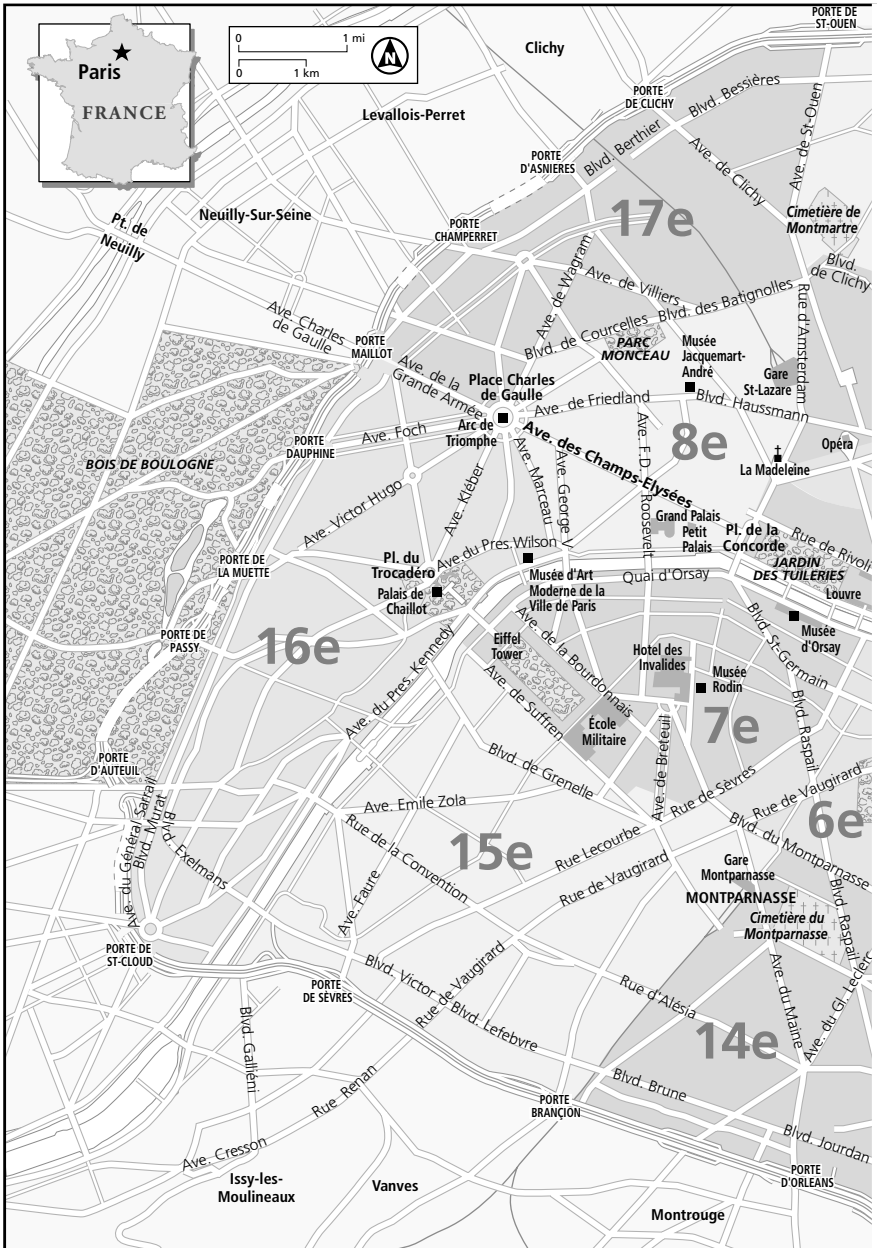 Paris
FRANCE
0 1 mi
0 1 km
N
PORTE DE
ST-OUEN
Clichy
PORTE
DE CLICHY
Blvd. Bessières
Ave. de St-Ouen
Levallois-Perret
PORTE
D'ASNIERES
Blvd. Berthier
Ave. de Clichy
Neuilly-Sur-Seine
17e
Cimetière de
Montmartre
Pt. de
Neuilly
PORTE
CHAMPERRET
Ave. de Wagram
Ave. de Villiers
Blvd.
de Clichy
Blvd. des Batignolles
Rue d'Amsterdam
Ave. Charles
de Gaulle
PORTE
MAILLOT
Blvd. de Courcelles
PARC
MONCEAU
Musée
Jacquemart-
André
Gare
St-Lazare
Ave. de la
Grande Armée
Place Charles
de Gaulle
Ave. de Friedland
Blvd. Haussmann
Arc de
Triomphe
Ave. Foch
PORTE
DAUPHINE
Ave. des Champs-Elysées
8e
Opéra
La Madeleine
BOIS DE BOULOGNE
Ave. Victor Hugo
Ave. Kléber
Ave. Marceau
Ave. George V
Ave. F.D. Roosevelt
Grand Palais
Petit
Palais
Pl. de la
Concorde
Rue de Rivoli
PORTE DE
LA MUETTE
Pl. du
Trocadéro
Ave du Pres Wilson
Palais de
Chaillot
Musée d'Art
Moderne de la
Ville de Paris
Quai d'Orsay
JARDIN
DES TUILERIES
Louvre
PORTE DE
PASSY
16e
Eiffel
Tower
Ave. de la Bourdonnais
Hotel des
Invalides
Musée
Rodin
Blvd. St-Germain
Musée
d'Orsay
Ave. du Pres. Kennedy
Ave. de Suffren
École
Militaire
Ave. de Breteuil
7e
Blvd. Raspail
PORTE
D'AUTEUIL
Blvd. de Grenelle
Rue de Sèvres
Rue de Vaugirard
Ave. Emile Zola
6e
Ave. du Général Sarrail
Blvd. Murat
Blvd. Exelmans
Rue de la Convention
15e
Rue Lecourbe
Blvd. du Montparnasse
Rue de Vaugirard
Gare
Montparnasse
MONTPARNASSE
Cimetière du
Montparnasse
Blvd. Raspail
Ave. Faure
PORTE DE
ST-CLOUD
PORTE
DE SÈVRES
Blvd. Victor
Rue de Vaugirard
Blvd. Lefebvre
Rue d'Alésia
Ave. du Maine
Ave. du Gl. Leclerc
Blvd. Galliéni
14e
Rue Renan
Blvd. Brune
PORTE
BRANÇION
Blvd. Jourdan
Ave. Cresson
Issy-les-
Moulineaux
Vanves
PORTE
D'ORLEANS
Montrouge